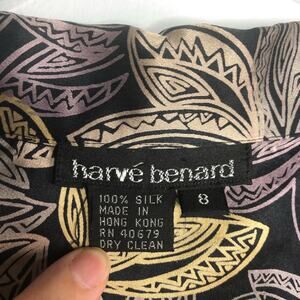 harvé benard
100% SILK
MADE IN
HONG KONG
RN 40679
DRY CLEAN
8